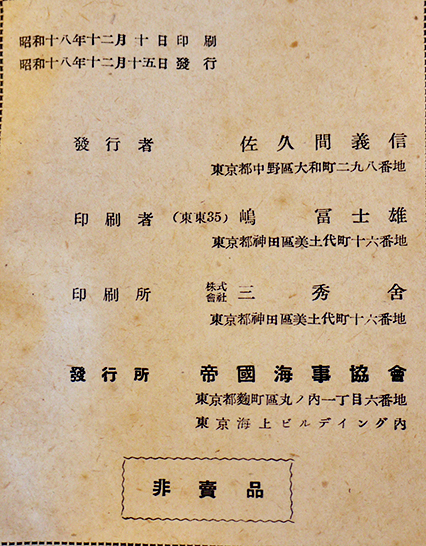 昭和十八年十二月十日印刷
昭和十八年十二月十五日發行
發行者 佐久間義信
東京都中野區大和町二九八番地
印刷者 (東東35) 嶋冨士雄
東京都神田區美土代町十六番地
印刷所 株式會社 三秀舍
東京都神田區美土代町十六番地
發行所 帝國海事協會
東京都麴町區丸ノ內一丁目六番地
東京海上ビルデイング內
非賣品